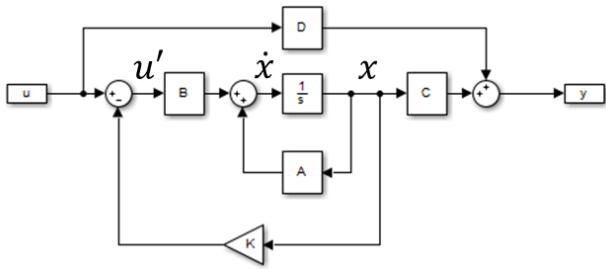 D
u′ ẋ x
u + − B + + 1/s C + + y
A
K